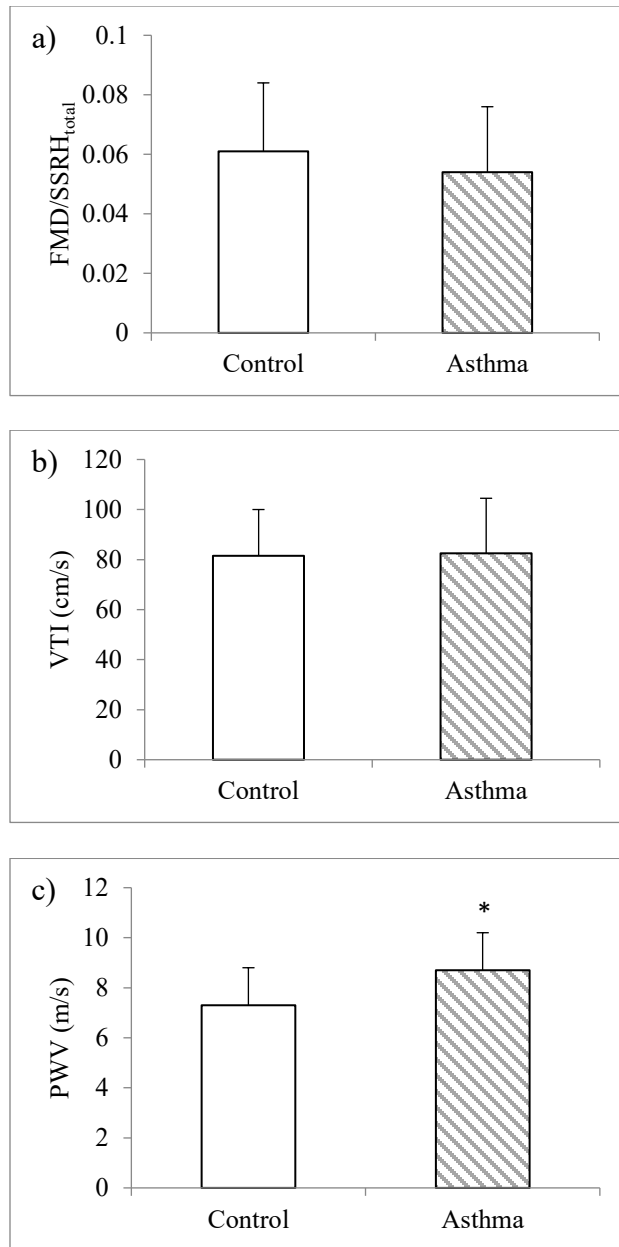 a)
FMD/SSRHtotal
0.1
0.08
0.06
0.04
0.02
0
Control Asthma
b)
VTI (cm/s)
120
100
80
60
40
20
0
Control Asthma
c)
PWV (m/s)
12
10
8
6
4
2
0
*
Control Asthma